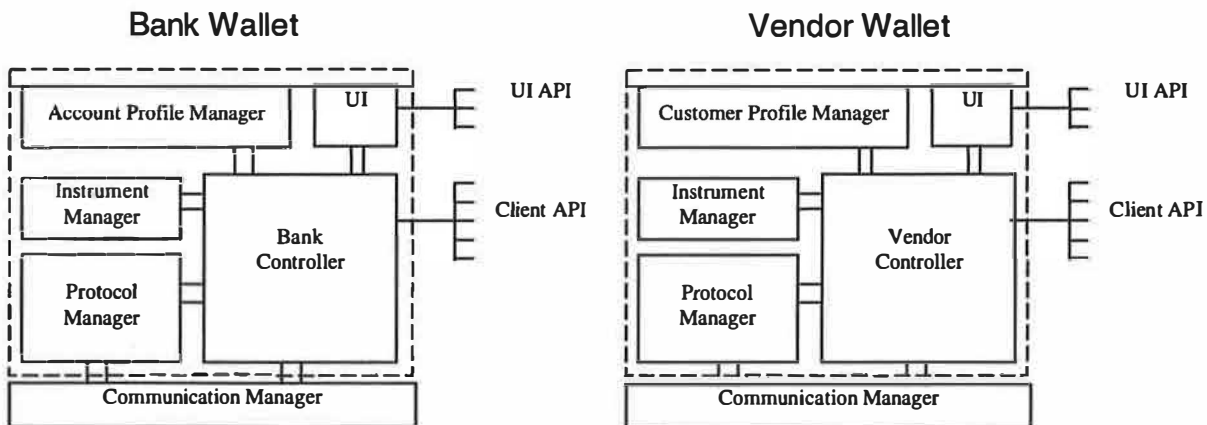 Bank Wallet
Account Profile Manager
UI
UI API
Instrument
Manager
Bank
Controller
Client API
Protocol
Manager
Communication Manager
Vendor Wallet
Customer Profile Manager
UI
UI API
Instrument
Manager
Vendor
Controller
Client API
Protocol
Manager
Communication Manager